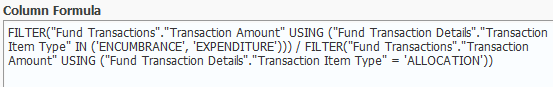 Column Formula
FILTER("Fund Transactions"."Transaction Amount" USING ("Fund Transaction Details"."Transaction
Item Type" IN ('ENCUMBRANCE', 'EXPENDITURE'))) / FILTER("Fund Transactions"."Transaction
Amount" USING ("Fund Transaction Details"."Transaction Item Type" = 'ALLOCATION'))